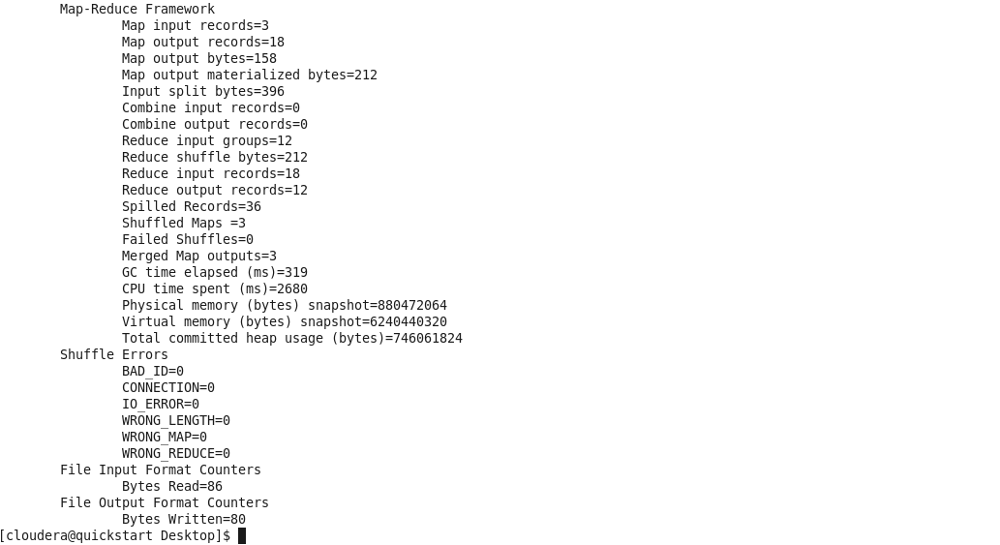 Map-Reduce Framework
Map input records=3
Map output records=18
Map output bytes=158
Map output materialized bytes=212
Input split bytes=396
Combine input records=0
Combine output records=0
Reduce input groups=12
Reduce shuffle bytes=212
Reduce input records=18
Reduce output records=12
Spilled Records=36
Shuffled Maps =3
Failed Shuffles=0
Merged Map outputs=3
GC time elapsed (ms)=319
CPU time spent (ms)=2680
Physical memory (bytes) snapshot=880472064
Virtual memory (bytes) snapshot=6240440320
Total committed heap usage (bytes)=746061824
Shuffle Errors
BAD_ID=0
CONNECTION=0
IO_ERROR=0
WRONG_LENGTH=0
WRONG_MAP=0
WRONG_REDUCE=0
File Input Format Counters
Bytes Read=86
File Output Format Counters
Bytes Written=80
[cloudera@quickstart Desktop]$